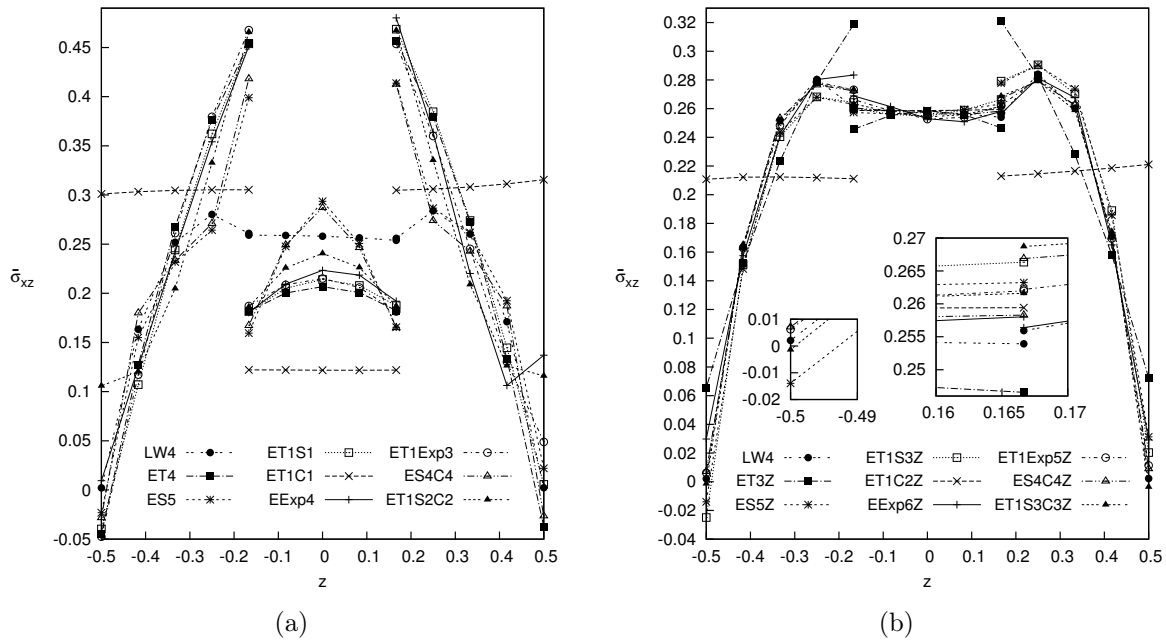 0.45
0.4
0.35
0.3
0.25
0.2
0.15
0.1
0.05
0
-0.05
σ̄xz
-0.5 -0.4 -0.3 -0.2 -0.1 0 0.1 0.2 0.3 0.4 0.5
z
LW4 ET1S1 ET1Exp3
ET4 ET1C1 ES4C4
ES5 EExp4 ET1S2C2
(a)
0.32
0.3
0.28
0.26
0.24
0.22
0.2
0.18
0.16
0.14
0.12
0.1
0.08
0.06
0.04
0.02
0
-0.02
-0.04
σ̄xz
-0.5 -0.4 -0.3 -0.2 -0.1 0 0.1 0.2 0.3 0.4 0.5
z
0.01
0
-0.01
-0.02
-0.5 -0.49
0.27
0.265
0.26
0.255
0.25
0.16 0.165 0.17
LW4 ET1S3Z ET1Exp5Z
ET3Z ET1C2Z ES4C4Z
ES5Z EExp6Z ET1S3C3Z
(b)